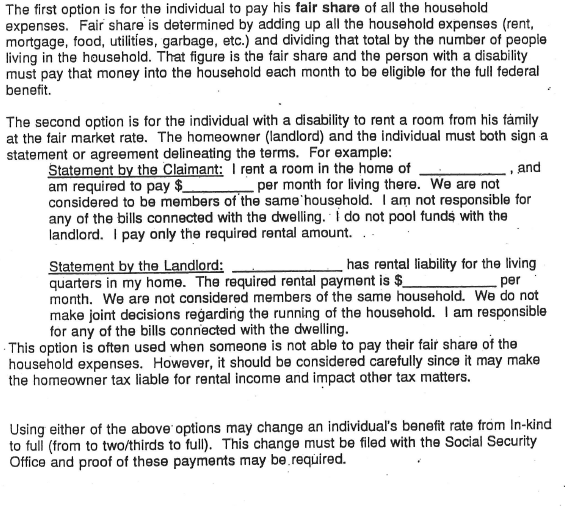 The first option is for the individual to pay his fair share of all the household
expenses. Fair share is determined by adding up all the household expenses (rent,
mortgage, food, utilities, garbage, etc.) and dividing that total by the number of people
living in the household. That figure is the fair share and the person with a disability
must pay that money into the household each month to be eligible for the full federal
benefit.
The second option is for the individual with a disability to rent a room from his family
at the fair market rate. The homeowner (landlord) and the individual must both sign a
statement or agreement delineating the terms. For example:
Statement by the Claimant: I rent a room in the home of ____________, and
am required to pay $__________ per month for living there. We are not
considered to be members of the same household. I am not responsible for
any of the bills connected with the dwelling. I do not pool funds with the
landlord. I pay only the required rental amount.
Statement by the Landlord: ______________ has rental liability for the living
quarters in my home. The required rental payment is $____________ per
month. We are not considered members of the same household. We do not
make joint decisions regarding the running of the household. I am responsible
for any of the bills connected with the dwelling.
This option is often used when someone is not able to pay their fair share of the
household expenses. However, it should be considered carefully since it may make
the homeowner tax liable for rental income and impact other tax matters.
Using either of the above options may change an individual's benefit rate from In-kind
to full (from to two/thirds to full). This change must be filed with the Social Security
Office and proof of these payments may be required.